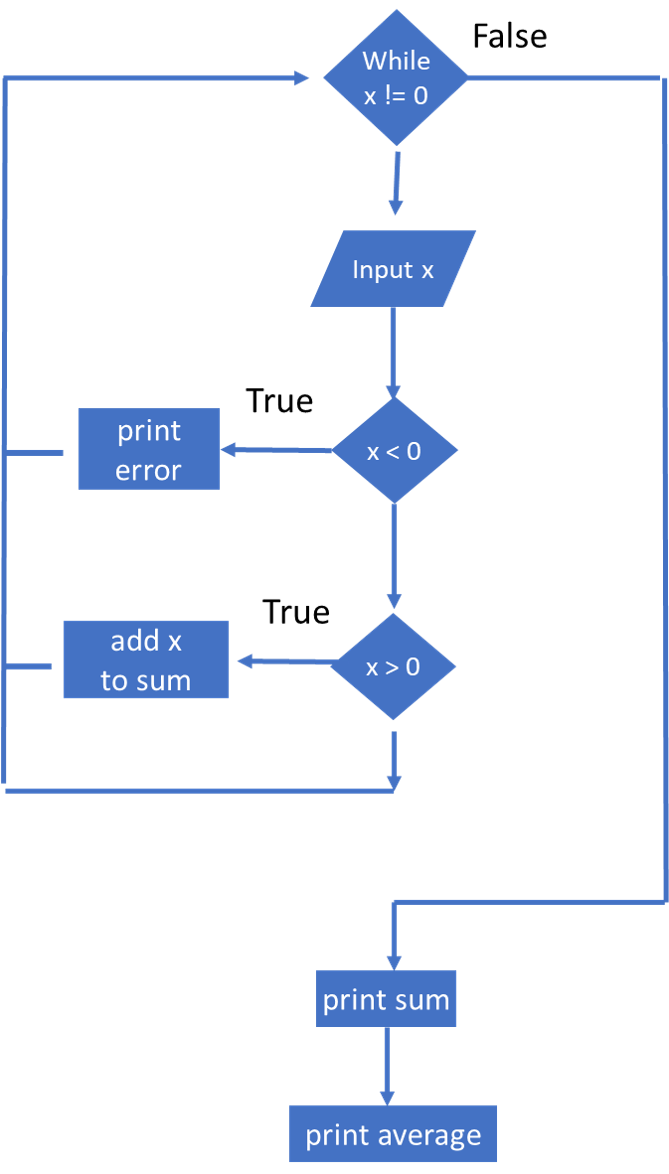 False
While
x != 0
Input x
True
print
error
x < 0
True
add x
to sum
x > 0
print sum
print average